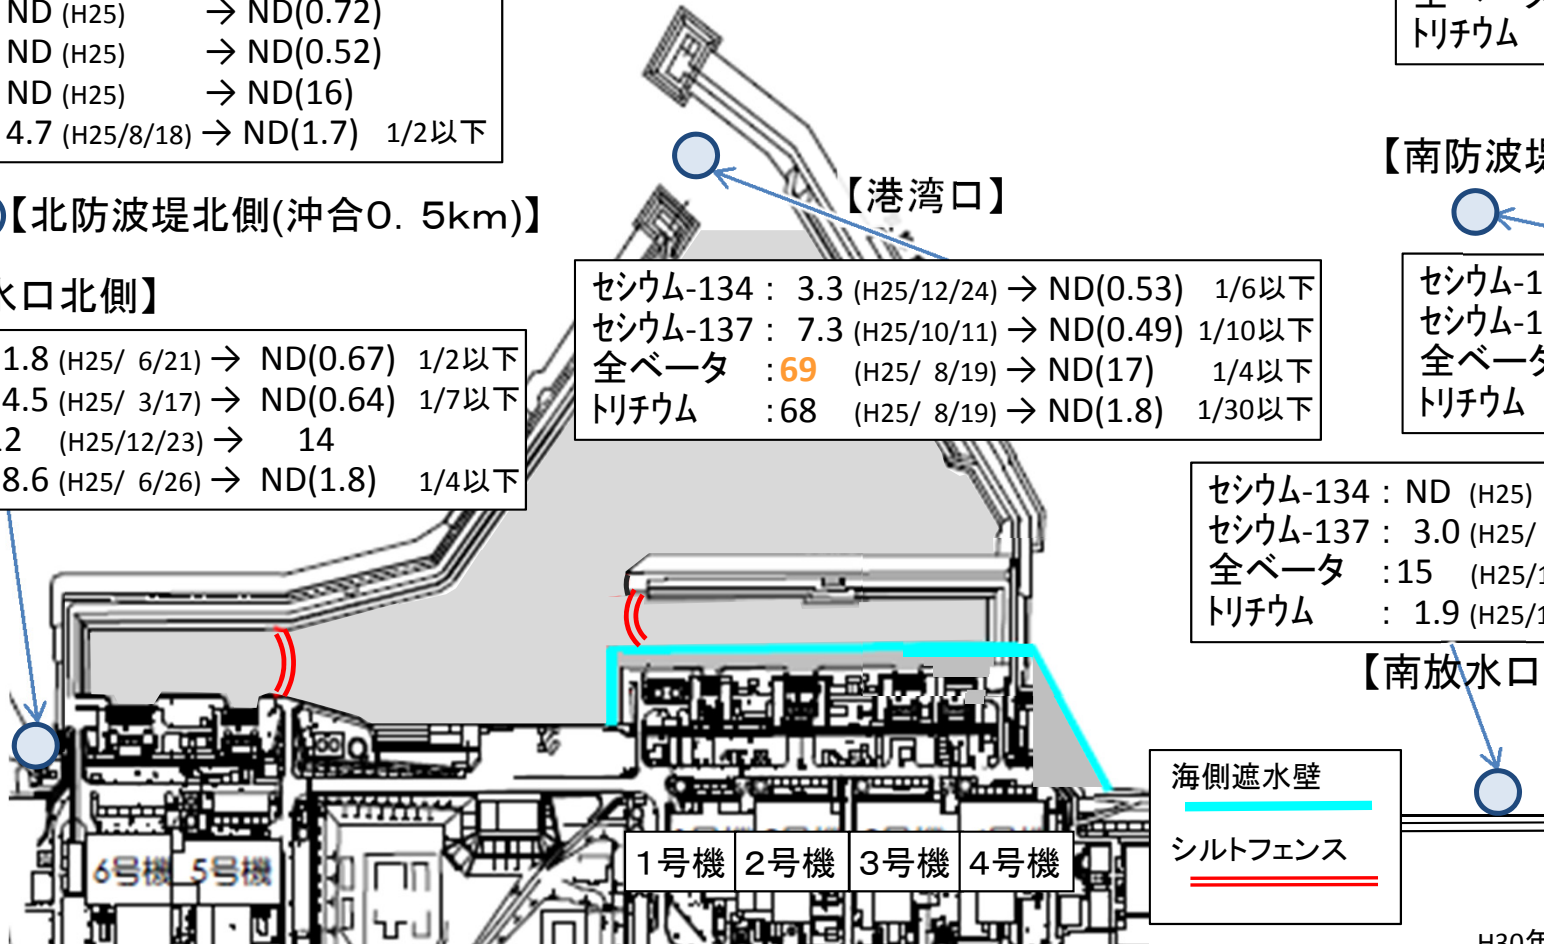 ND (H25) → ND(0.72)
ND (H25) → ND(0.52)
ND (H25) → ND(16)
4.7 (H25/8/18) → ND(1.7) 1/2以下
トリチウム
【南防波堤
【港湾口】
【北防波堤北側(沖合0．5km)】
水口北側】
セシウム-134： 3.3 (H25/12/24) → ND(0.53) 1/6以下
セシウム-137： 7.3 (H25/10/11) → ND(0.49) 1/10以下
全ベータ ：69 (H25/ 8/19) → ND(17) 1/4以下
トリチウム ：68 (H25/ 8/19) → ND(1.8) 1/30以下
1.8 (H25/ 6/21) → ND(0.67) 1/2以下
4.5 (H25/ 3/17) → ND(0.64) 1/7以下
2 (H25/12/23) → 14
8.6 (H25/ 6/26) → ND(1.8) 1/4以下
セシウム-1
セシウム-1
全ベータ
トリチウム
セシウム-134： ND (H25)
セシウム-137： 3.0 (H25/
全ベータ ：15 (H25/1
トリチウム ： 1.9 (H25/1
【南放水口
海側遮水壁
シルトフェンス
6号機 5号機
1号機 2号機 3号機 4号機
H30年